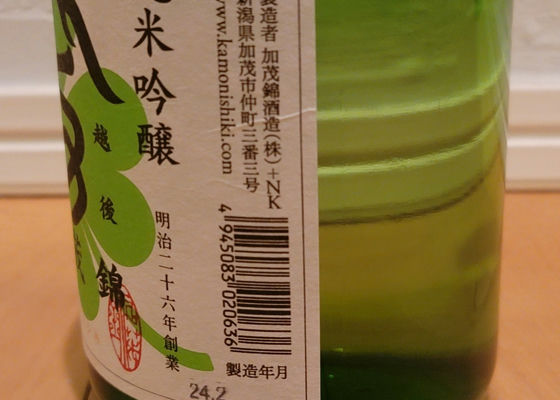 製造者 加茂錦酒造(株)+NK
新潟県加茂市仲町三番三号
www.kamonishiki.com
米吟醸
越後
錦
明治二十六年創業
4 945083 020636
製造年月
24.2